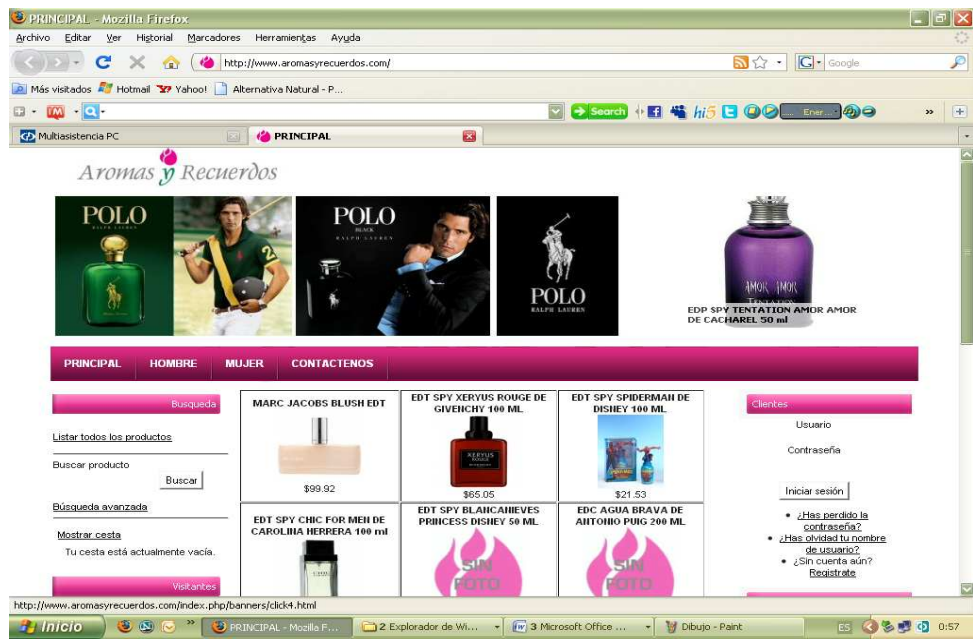 PRINCIPAL - Mozilla Firefox
Archivo Editar Ver Historial Marcadores Herramientas Ayuda
http://www.aromasyrecuerdos.com/
Google
Más visitados Hotmail Yahoo! Alternativa Natural - P...
Search hi5 Ener...
Multiasistencia PC
PRINCIPAL
Aromas y Recuerdos
POLO
RALPH LAUREN
POLO
BLACK
RALPH LAUREN
POLO
RALPH LAUREN
AMOR AMOR
TENTATION
EDP SPY TENTATION AMOR AMOR
DE CACHAREL 50 ml
PRINCIPAL HOMBRE MUJER CONTACTENOS
Busqueda
Listar todos los productos
Buscar producto
Buscar
Búsqueda avanzada
Mostrar cesta
Tu cesta está actualmente vacía.
Visitantes
MARC JACOBS BLUSH EDT
$99.92
EDT SPY XERYUS ROUGE DE
GIVENCHY 100 ML
XERYUS
ROUGE
$65.05
EDT SPY SPIDERMAN DE
DISNEY 100 ML
$21.53
EDT SPY CHIC FOR MEN DE
CAROLINA HERRERA 100 ml
EDT SPY BLANCANIEVES
PRINCESS DISNEY 50 ML
SIN
FOTO
EDC AGUA BRAVA DE
ANTONIO PUIG 200 ML
SIN
FOTO
Clientes
Usuario
Contraseña
Iniciar sesión
¿Has perdido la
contraseña?
¿Has olvidad tu nombre
de usuario?
¿Sin cuenta aún?
Registrate
http://www.aromasyrecuerdos.com/index.php/banners/click4.html
Inicio
PRINCIPAL - Mozilla F...
2 Explorador de Wi...
3 Microsoft Office ...
Dibujo - Paint
ES
0:57